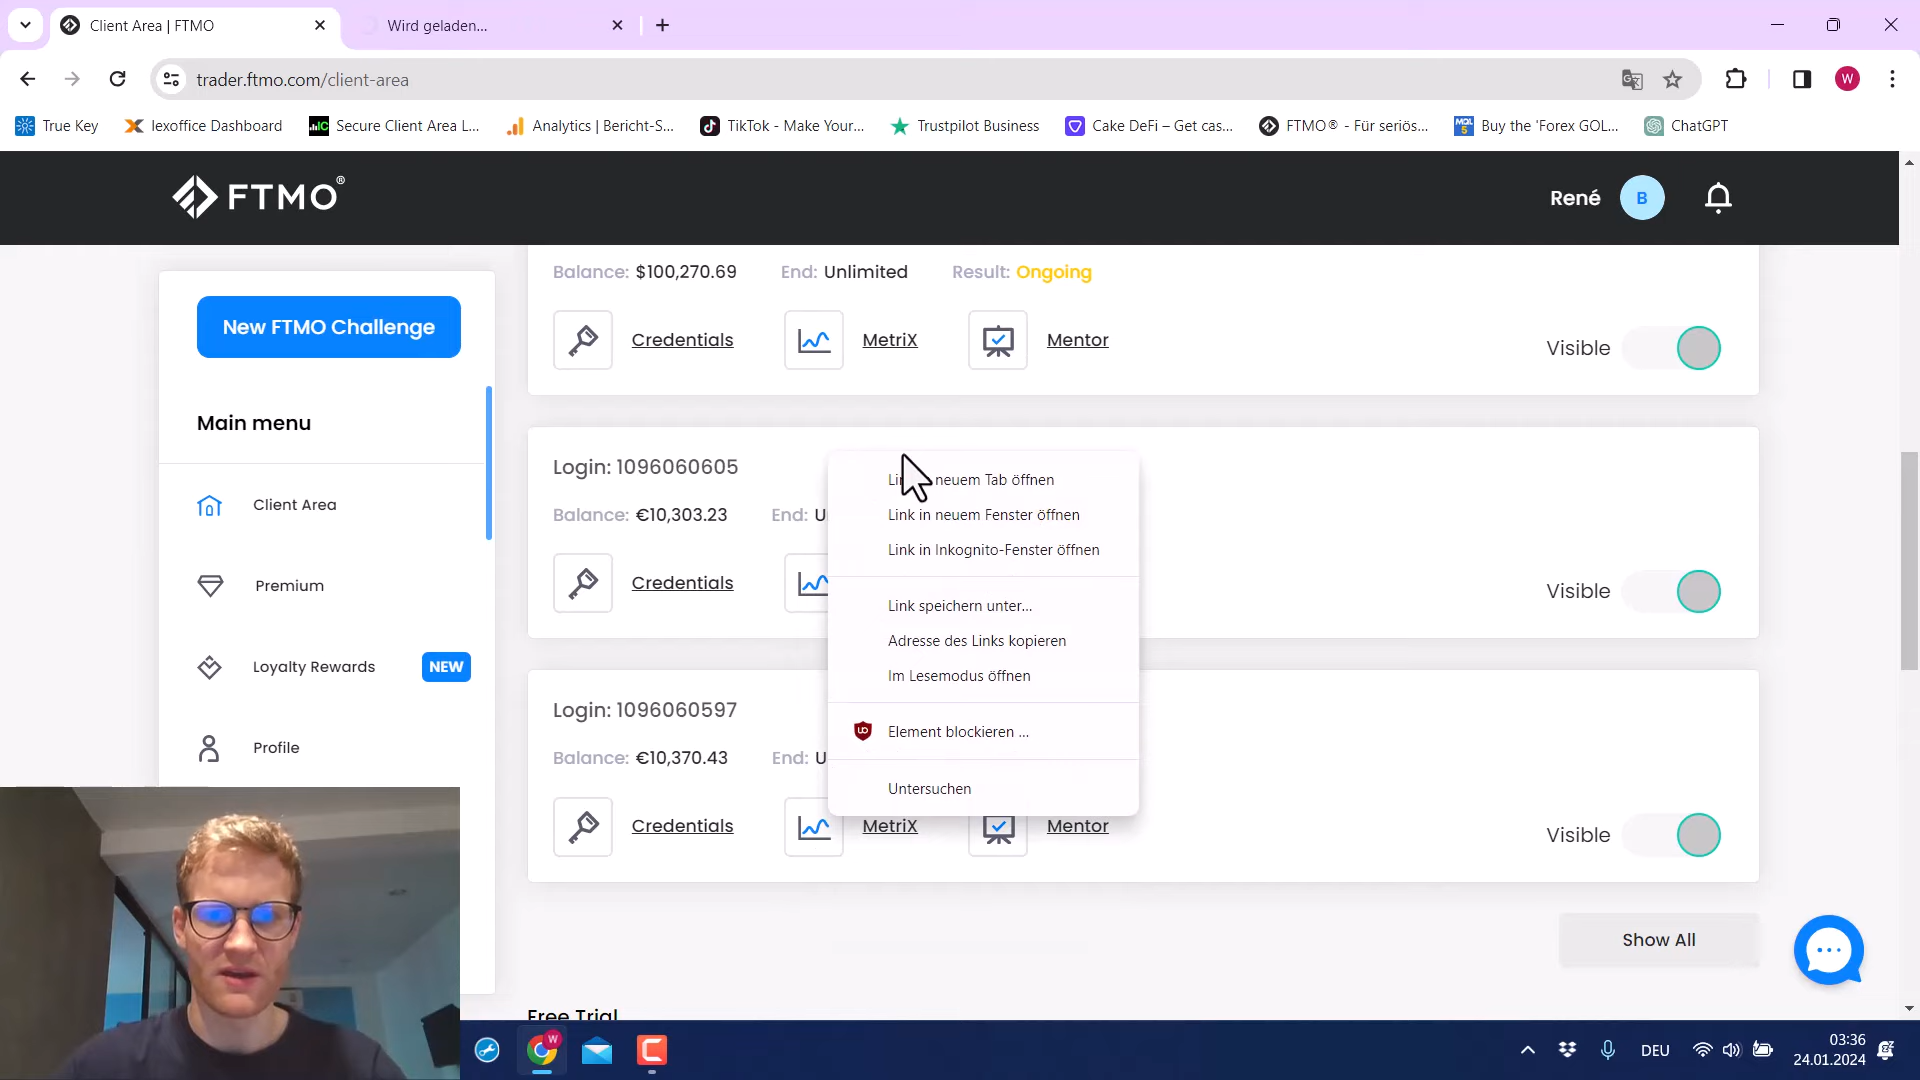 Client Area | FTMO
Wird geladen...
trader.ftmo.com/client-area
W
True Key
lexoffice Dashboard
Secure Client Area L...
Analytics | Bericht-S...
TikTok - Make Your...
Trustpilot Business
Cake DeFi – Get cas...
FTMO® - Für seriös...
Buy the 'Forex GOL...
ChatGPT
FTMO®
René
B
New FTMO Challenge
Main menu
Client Area
Premium
Loyalty Rewards
NEW
Profile
Balance: $100,270.69 End: Unlimited Result: Ongoing
Credentials
MetriX
Mentor
Visible
Login: 1096060605
Balance: €10,303.23 End:
Credentials
Visible
Login: 1096060597
Balance: €10,370.43 End:
Credentials
MetriX
Mentor
Visible
neuem Tab öffnen
Link in neuem Fenster öffnen
Link in Inkognito-Fenster öffnen
Link speichern unter...
Adresse des Links kopieren
Im Lesemodus öffnen
Element blockieren ...
Untersuchen
Show All
Free Trial
DEU
03:36
24.01.2024